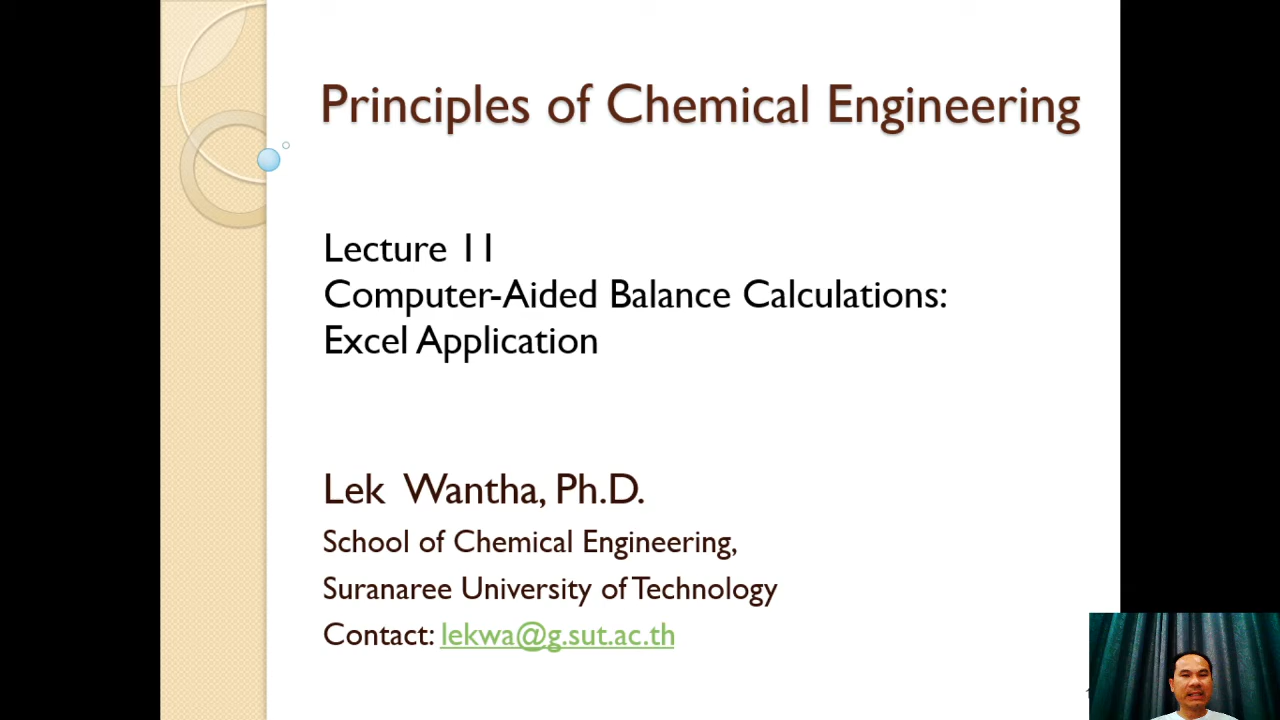 Principles of Chemical Engineering
Lecture 11
Computer-Aided Balance Calculations:
Excel Application
Lek Wantha, Ph.D.
School of Chemical Engineering,
Suranaree University of Technology
Contact: lekwa@g.sut.ac.th